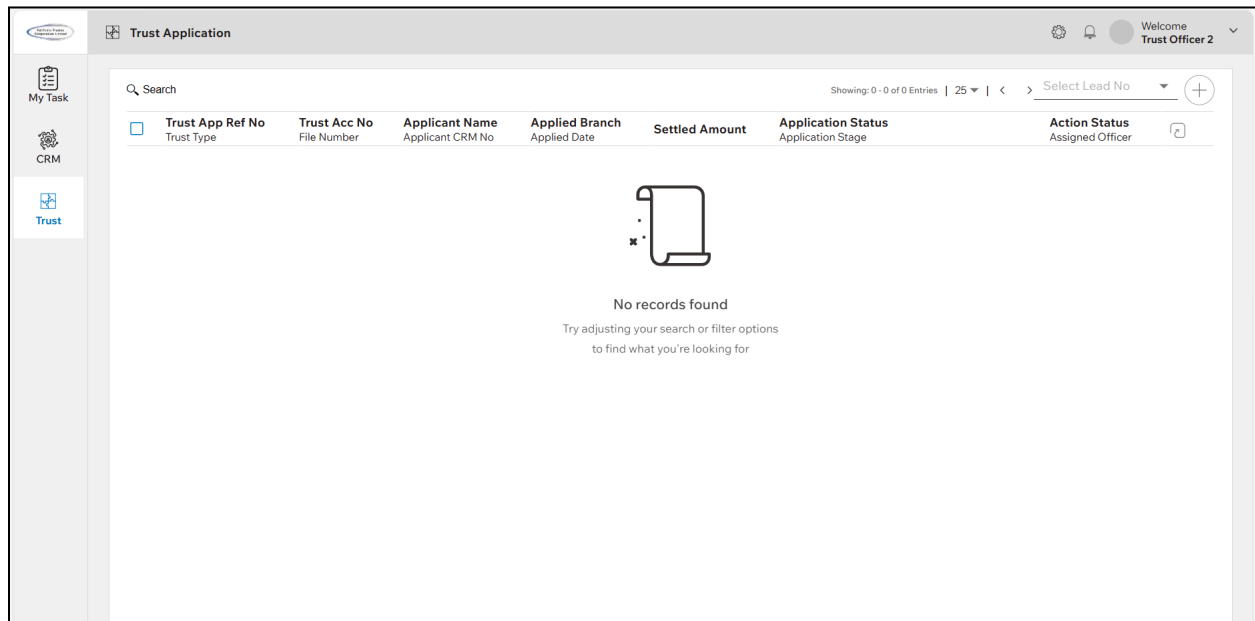 Trust Application
Welcome
Trust Officer 2
My Task
CRM
Trust
Search
Showing: 0 - 0 of 0 Entries | 25 | < >
Select Lead No
Trust App Ref No
Trust Type
Trust Acc No
File Number
Applicant Name
Applicant CRM No
Applied Branch
Applied Date
Settled Amount
Application Status
Application Stage
Action Status
Assigned Officer
No records found
Try adjusting your search or filter options
to find what you're looking for